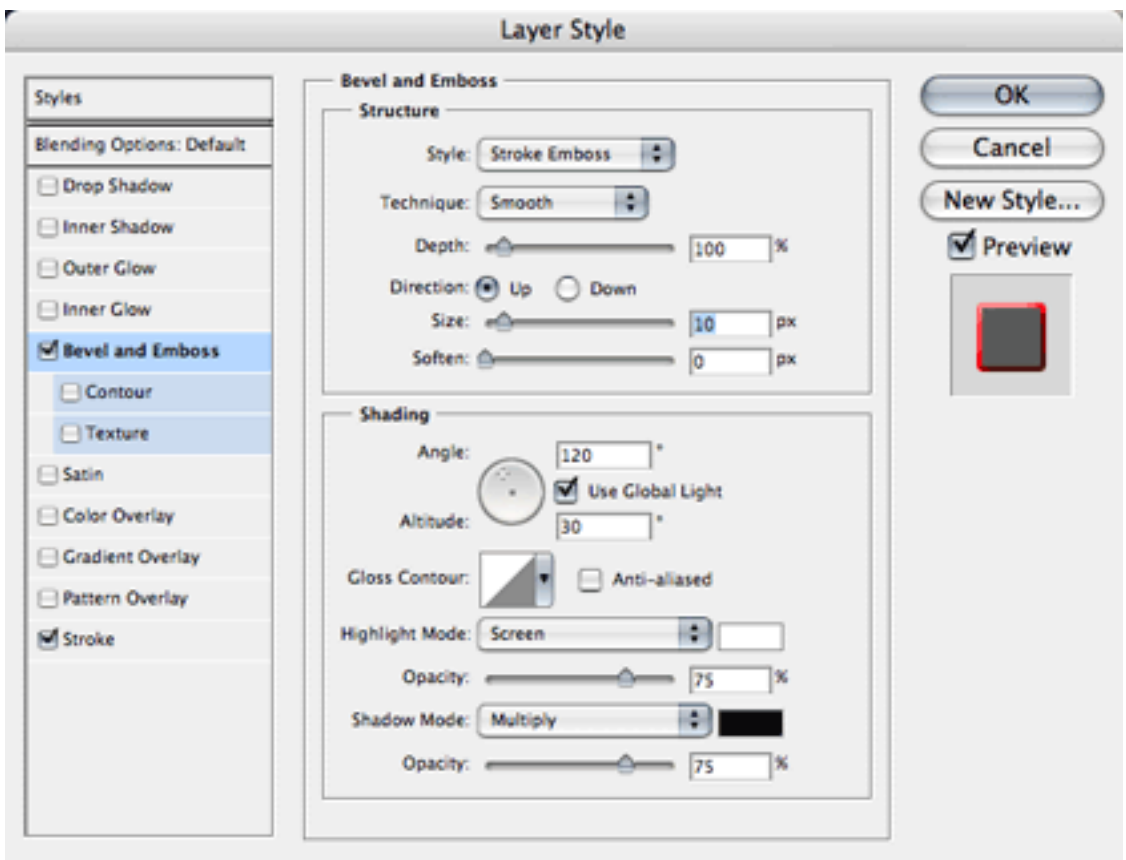 Layer Style
Styles
Blending Options: Default
Drop Shadow
Inner Shadow
Outer Glow
Inner Glow
Bevel and Emboss
Contour
Texture
Satin
Color Overlay
Gradient Overlay
Pattern Overlay
Stroke
Bevel and Emboss
Structure
Style: Stroke Emboss
Technique: Smooth
Depth: 100 %
Direction: Up Down
Size: 10 px
Soften: 0 px
Shading
Angle: 120 °
Use Global Light
Altitude: 30 °
Gloss Contour: Anti-aliased
Highlight Mode: Screen
Opacity: 75 %
Shadow Mode: Multiply
Opacity: 75 %
OK
Cancel
New Style...
Preview